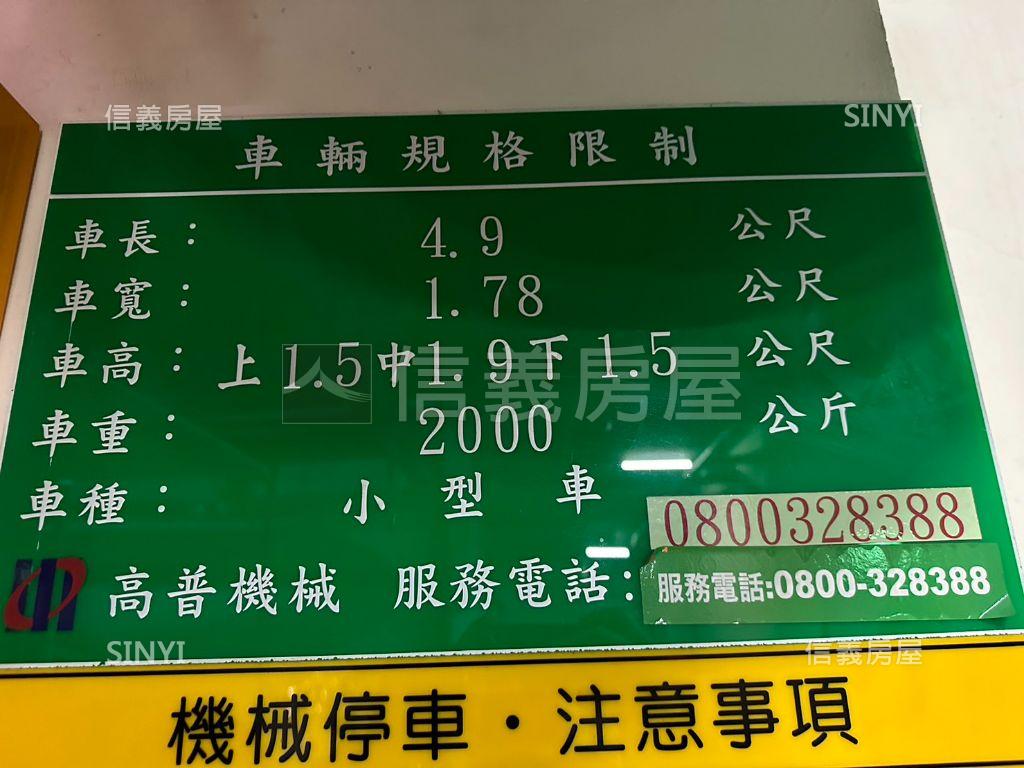 信義房屋 SINYI
車輛規格限制
車長： 4.9 公尺
車寬： 1.78 公尺
車高： 上1.5中1.9下1.5 公尺
信義房屋
車重： 2000 公斤
車種： 小型車
0800328388
高普機械 服務電話：
服務電話:0800-328388
SINYI 信義房屋
機械停車・注意事項